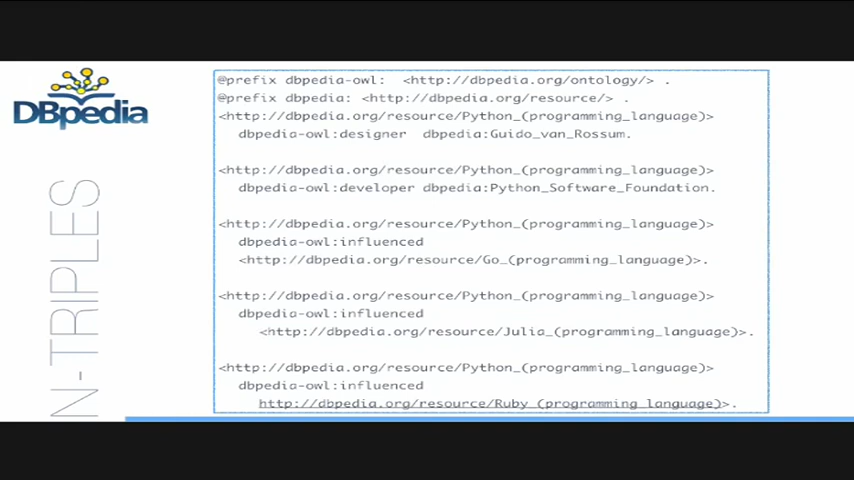 DBpedia
N-TRIPLES
@prefix dbpedia-owl: <http://dbpedia.org/ontology/> .
@prefix dbpedia: <http://dbpedia.org/resource/> .
<http://dbpedia.org/resource/Python_(programming_language)>
dbpedia-owl:designer dbpedia:Guido_van_Rossum.
<http://dbpedia.org/resource/Python_(programming_language)>
dbpedia-owl:developer dbpedia:Python_Software_Foundation.
<http://dbpedia.org/resource/Python_(programming_language)>
dbpedia-owl:influenced
<http://dbpedia.org/resource/Go_(programming_language)>.
<http://dbpedia.org/resource/Python_(programming_language)>
dbpedia-owl:influenced
<http://dbpedia.org/resource/Julia_(programming_language)>.
<http://dbpedia.org/resource/Python_(programming_language)>
dbpedia-owl:influenced
http://dbpedia.org/resource/Ruby_(programming_language)>.